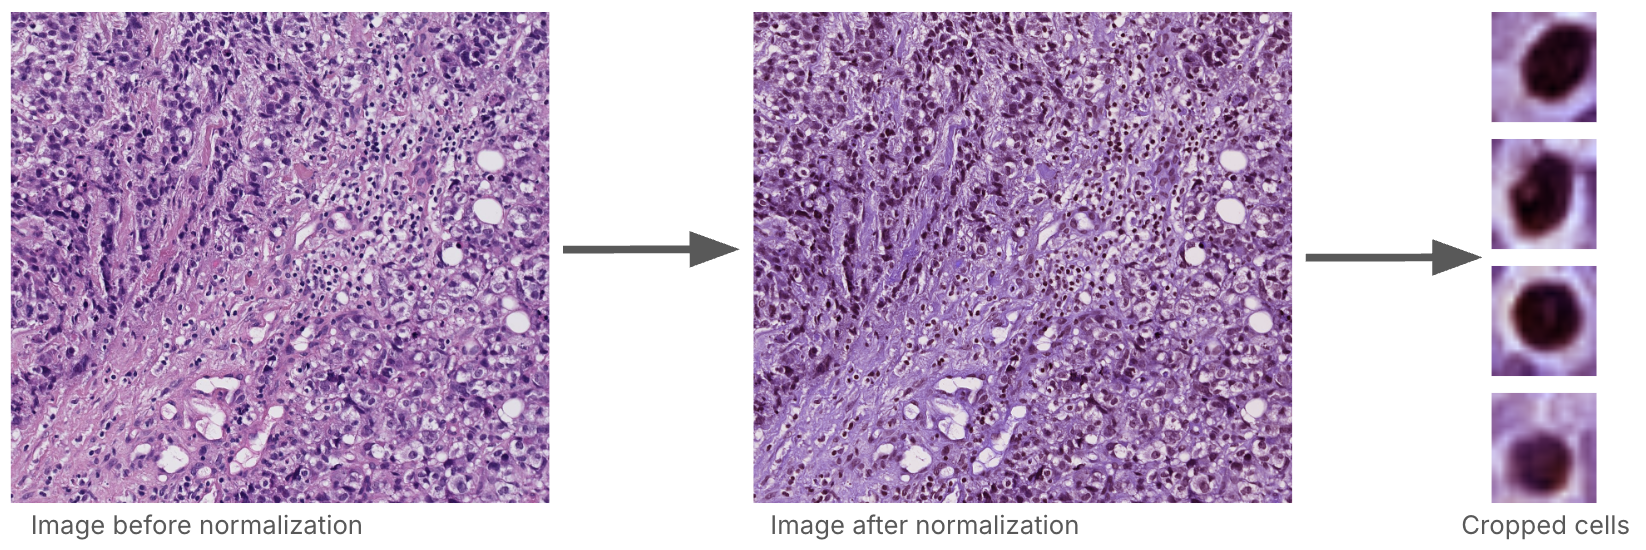 Image before normalization
Image after normalization
Cropped cells